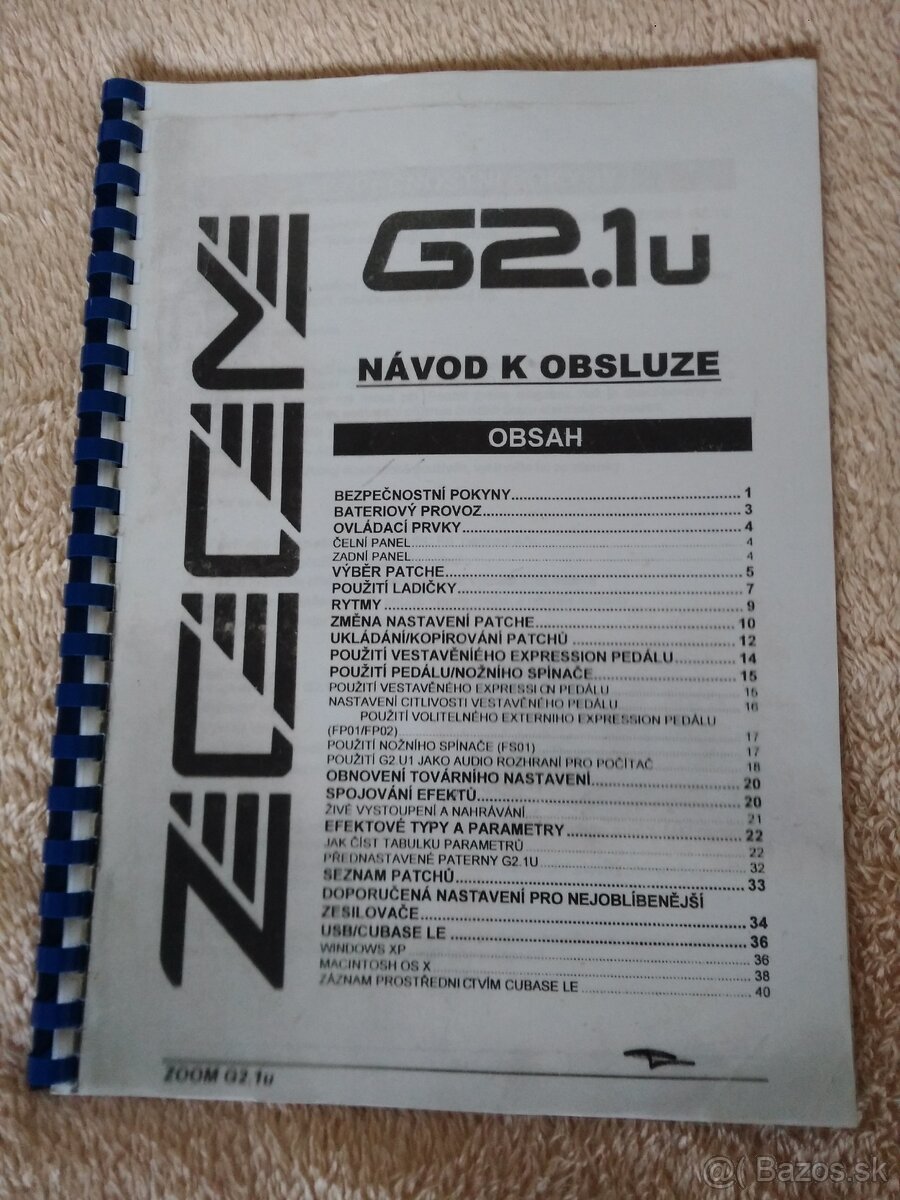 ZOOM
G2.1u
NÁVOD K OBSLUZE
OBSAH
BEZPEČNOSTNÍ POKYNY 1
BATERIOVÝ PROVOZ 3
OVLÁDACÍ PRVKY 4
ČELNÍ PANEL 4
ZADNÍ PANEL 4
VÝBĚR PATCHE 5
POUŽITÍ LADIČKY 7
RYTMY 9
ZMĚNA NASTAVENÍ PATCHE 10
UKLÁDÁNÍ/KOPÍROVÁNÍ PATCHŮ 12
POUŽITÍ VESTAVĚNÍÉHO EXPRESSION PEDÁLU 14
POUŽITÍ PEDÁLU/NOŽNÍHO SPÍNAČE 15
POUŽITÍ VESTAVĚNÉHO EXPRESSION PEDÁLU 15
NASTAVENÍ CITLIVOSTI VESTAVĚNÉHO PEDÁLU 16
POUŽITÍ VOLITELNÉHO EXTERNÍHO EXPRESSION PEDÁLU
(FP01/FP02) 17
POUŽITÍ NOŽNÍHO SPÍNAČE (FS01) 17
POUŽITÍ G2 U1 JAKO AUDIO ROZHRANÍ PRO POČÍTAČ 18
OBNOVENÍ TOVÁRNÍHO NASTAVENÍ 20
SPOJOVÁNÍ EFEKTŮ 20
ŽIVÉ VYSTOUPENÍ A NAHRÁVÁNÍ 21
EFEKTOVÉ TYPY A PARAMETRY 22
JAK ČÍST TABULKU PARAMETRŮ 22
PŘEDNASTAVENÉ PATERNY G2.1U 32
SEZNAM PATCHŮ 33
DOPORUČENÁ NASTAVENÍ PRO NEJOBLÍBENĚJŠÍ
ZESILOVAČE 34
USB/CUBASE LE 36
WINDOWS XP 36
MACINTOSH OS X 38
ZÁZNAM PROSTŘEDNICTVÍM CUBASE LE 40
ZOOM G2.1u
@( Bazos.sk